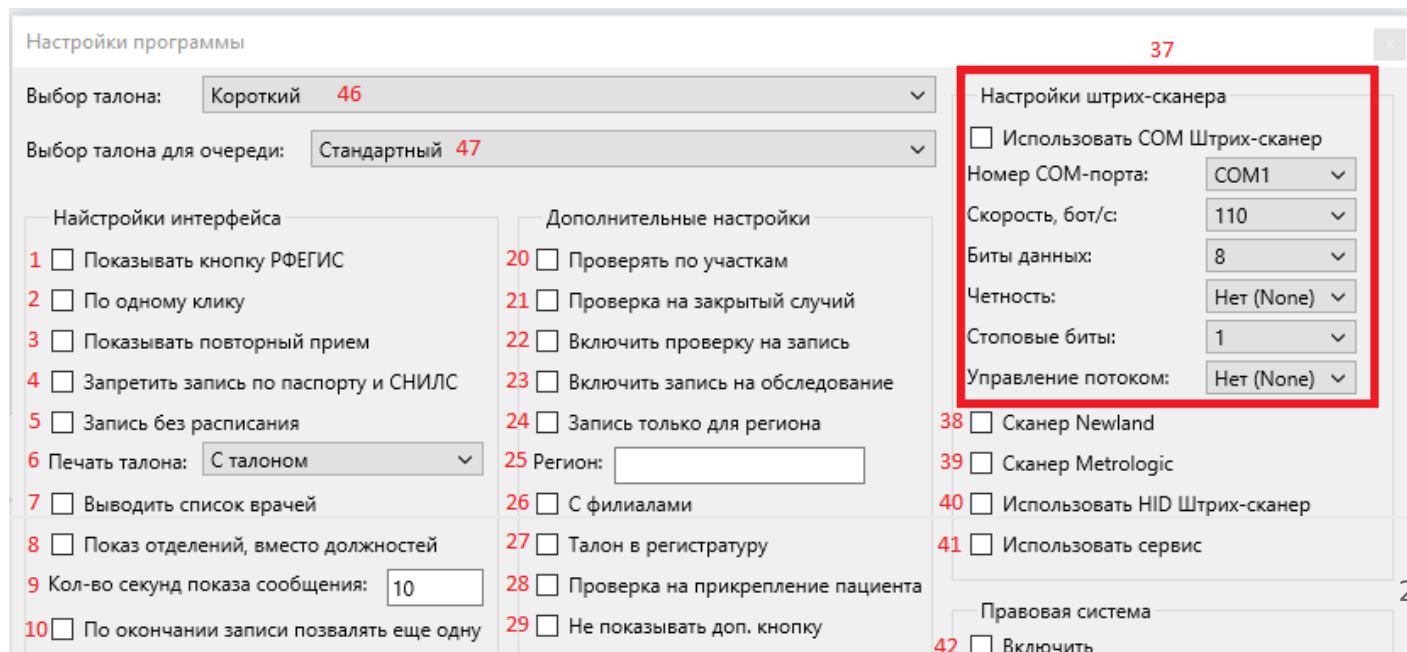 Настройки программы
37
Выбор талона: Короткий 46
Выбор талона для очереди: Стандартный 47
Найстройки интерфейса
1 Показывать кнопку РФЕГИС
2 По одному клику
3 Показывать повторный прием
4 Запретить запись по паспорту и СНИЛС
5 Запись без расписания
6 Печать талона: С талоном
7 Выводить список врачей
8 Показ отделений, вместо должностей
9 Кол-во секунд показа сообщения: 10
10 По окончании записи позвалять еще одну
Дополнительные настройки
20 Проверять по участкам
21 Проверка на закрытый случий
22 Включить проверку на запись
23 Включить запись на обследование
24 Запись только для региона
25 Регион:
26 С филиалами
27 Талон в регистратуру
28 Проверка на прикрепление пациента
29 Не показывать доп. кнопку
Настройки штрих-сканера
Использовать COM Штрих-сканер
Номер COM-порта: COM1
Скорость, бот/с: 110
Биты данных: 8
Четность: Нет (None)
Стоповые биты: 1
Управление потоком: Нет (None)
38 Сканер Newland
39 Сканер Metrologic
40 Использовать HID Штрих-сканер
41 Использовать сервис
Правовая система
42 Включить